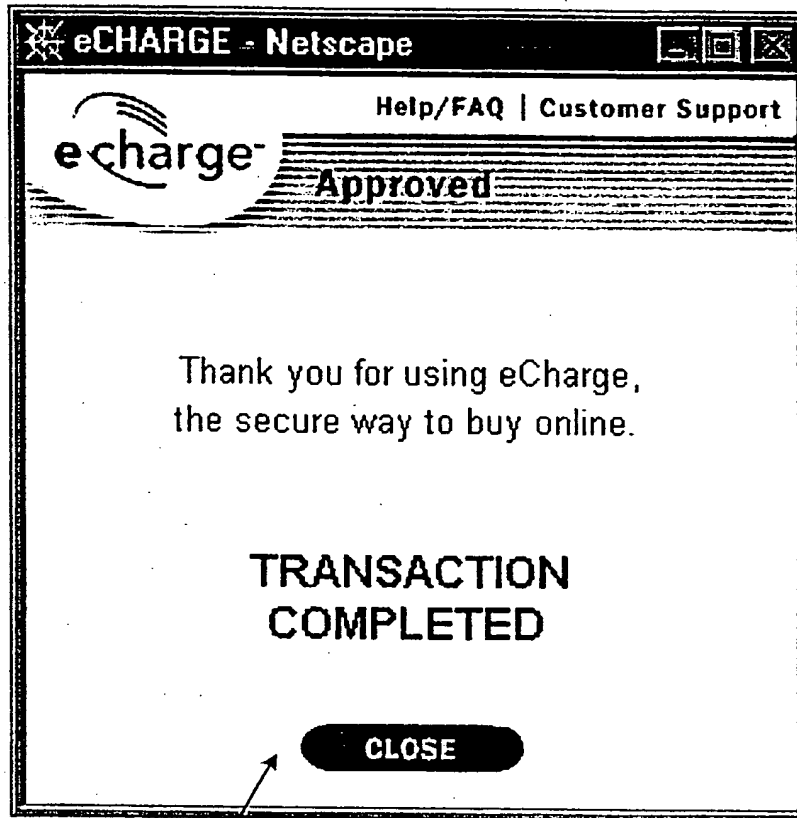 eCHARGE - Netscape
Help/FAQ | Customer Support
echarge
Approved
Thank you for using eCharge,
the secure way to buy online.
TRANSACTION
COMPLETED
CLOSE